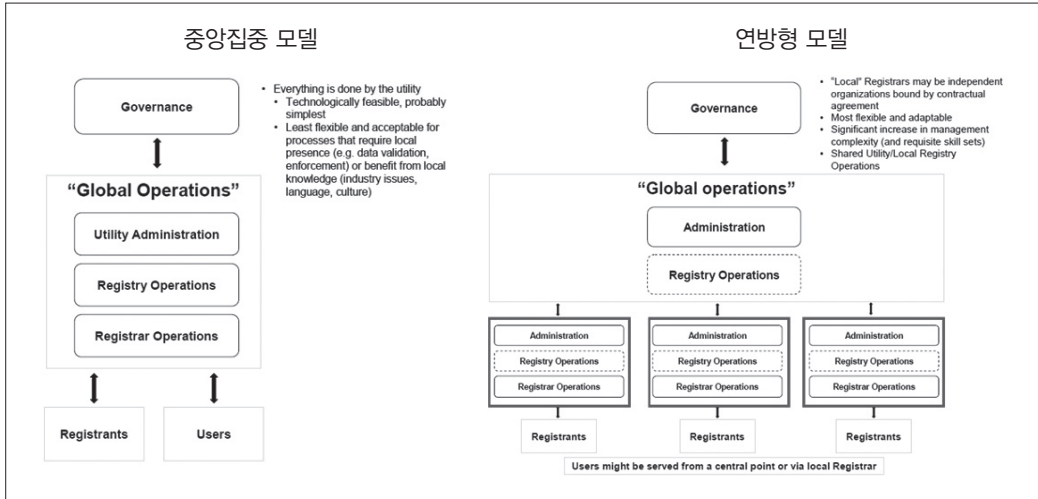 중앙집중 모델
Governance
• Everything is done by the utility
• Technologically feasible, probably
simplest
• Least flexible and acceptable for
processes that require local
presence (e.g. data validation,
enforcement) or benefit from local
knowledge (industry issues,
language, culture)
“Global Operations”
Utility Administration
Registry Operations
Registrar Operations
Registrants
Users
연방형 모델
Governance
• "Local" Registrars may be independent
organizations bound by contractual
agreement
• Most flexible and adaptable
• Significant increase in management
complexity (and requisite skill sets)
• Shared Utility/Local Registry
Operations
“Global operations”
Administration
Registry Operations
Administration
Registry Operations
Registrar Operations
Administration
Registry Operations
Registrar Operations
Administration
Registry Operations
Registrar Operations
Registrants
Registrants
Registrants
Users might be served from a central point or via local Registrar